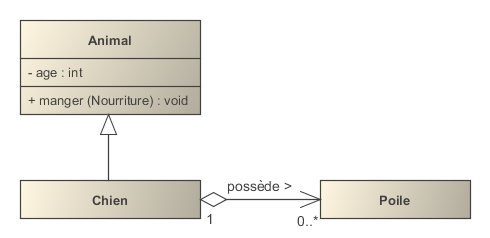 Animal
- age : int
+ manger (Nourriture) : void
Chien
possède >
Poile
1
0..*